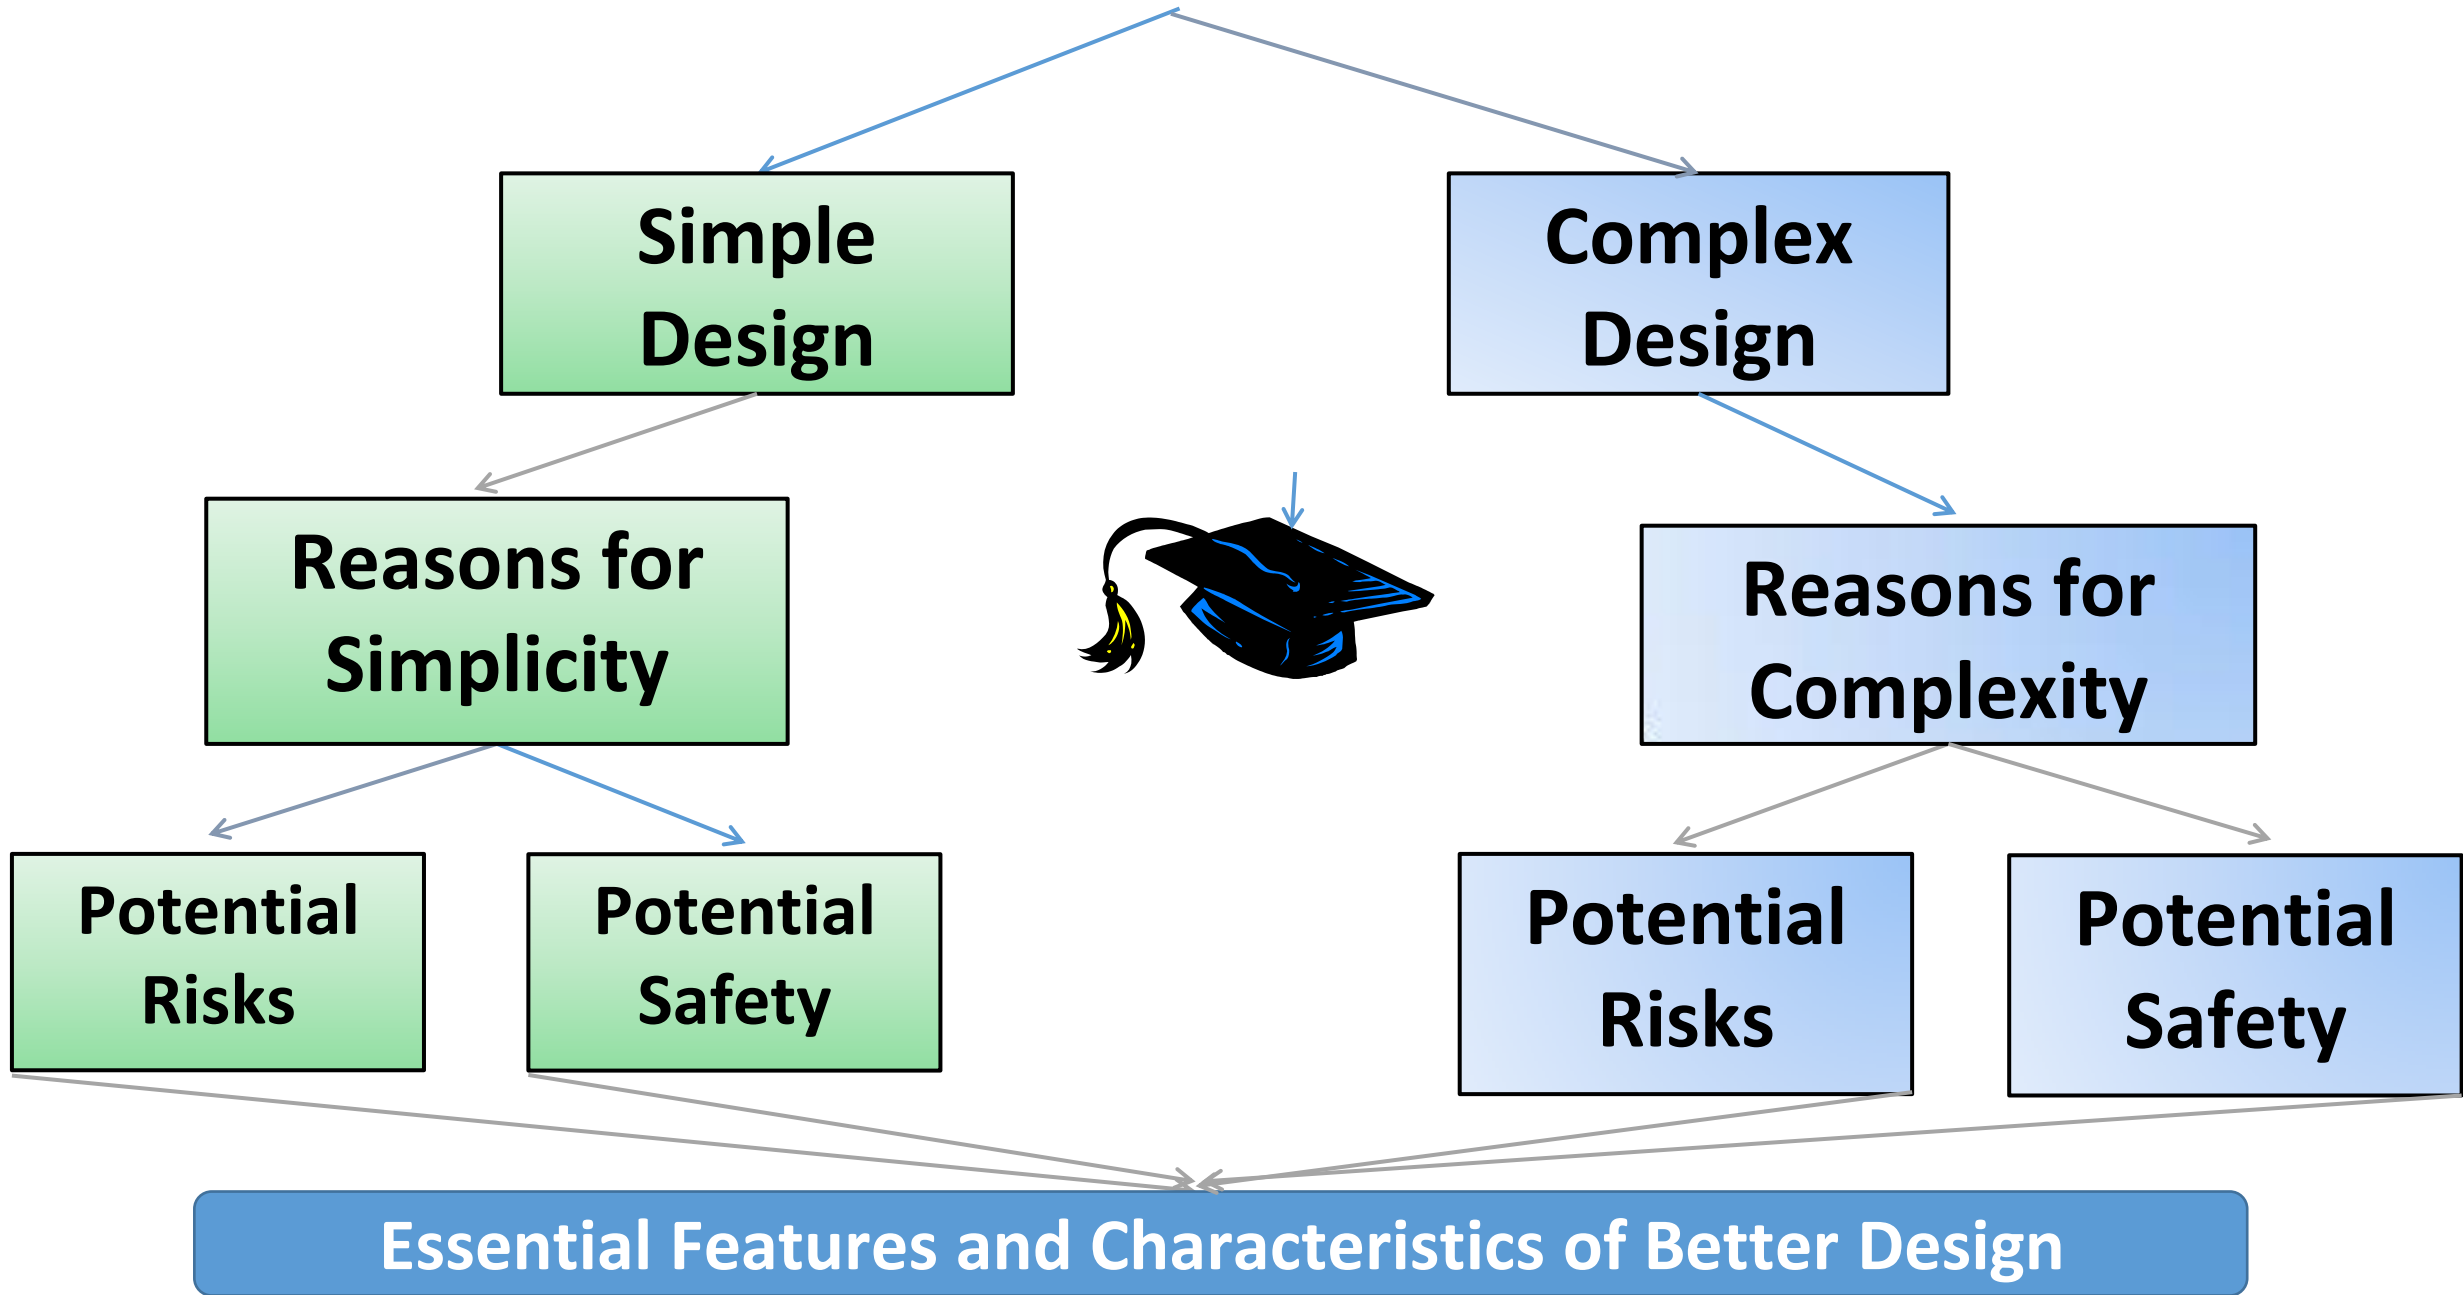 Simple
Design
Complex
Design
Reasons for
Simplicity
Reasons for
Complexity
Potential
Risks
Potential
Safety
Potential
Risks
Potential
Safety
Essential Features and Characteristics of Better Design